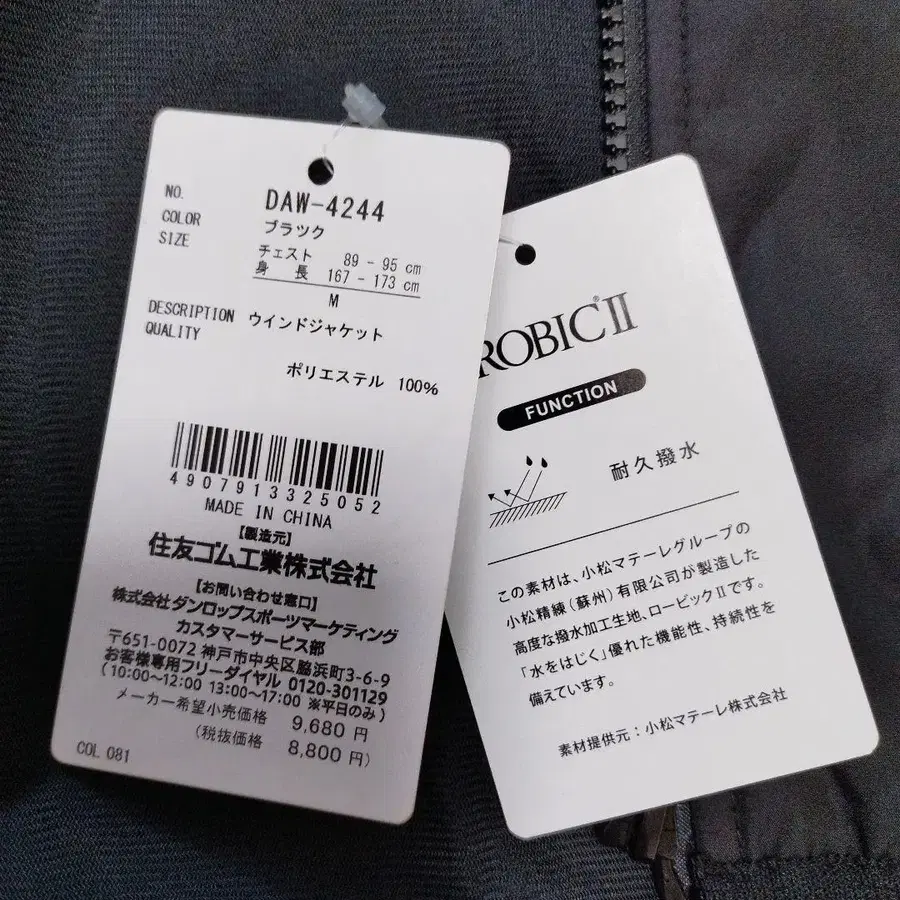 NO. DAW-4244
COLOR ブラック
SIZE チェスト 89 - 95 cm
身 長 167 - 173 cm
M
DESCRIPTION ウインドジャケット
QUALITY
ポリエステル 100%
4907913325052
MADE IN CHINA
【製造元】
住友ゴム工業株式会社
【お問い合わせ窓口】
株式会社ダンロップスポーツマーケティング
カスタマーサービス部
〒651-0072 神戸市中央区脇浜町3-6-9
お客様専用フリーダイヤル 0120-301129
(10:00~12:00 13:00~17:00 ※平日のみ)
メーカー希望小売価格 9,680 円
(税抜価格 8,800 円)
COL 081
ROBIC®II
FUNCTION
耐久撥水
この素材は、小松マテーレグループの
小松精練(蘇州)有限公司が製造した
高度な撥水加工生地、ロービックⅡです。
「水をはじく」優れた機能性、持続性を
備えています。
素材提供元:小松マテーレ株式会社